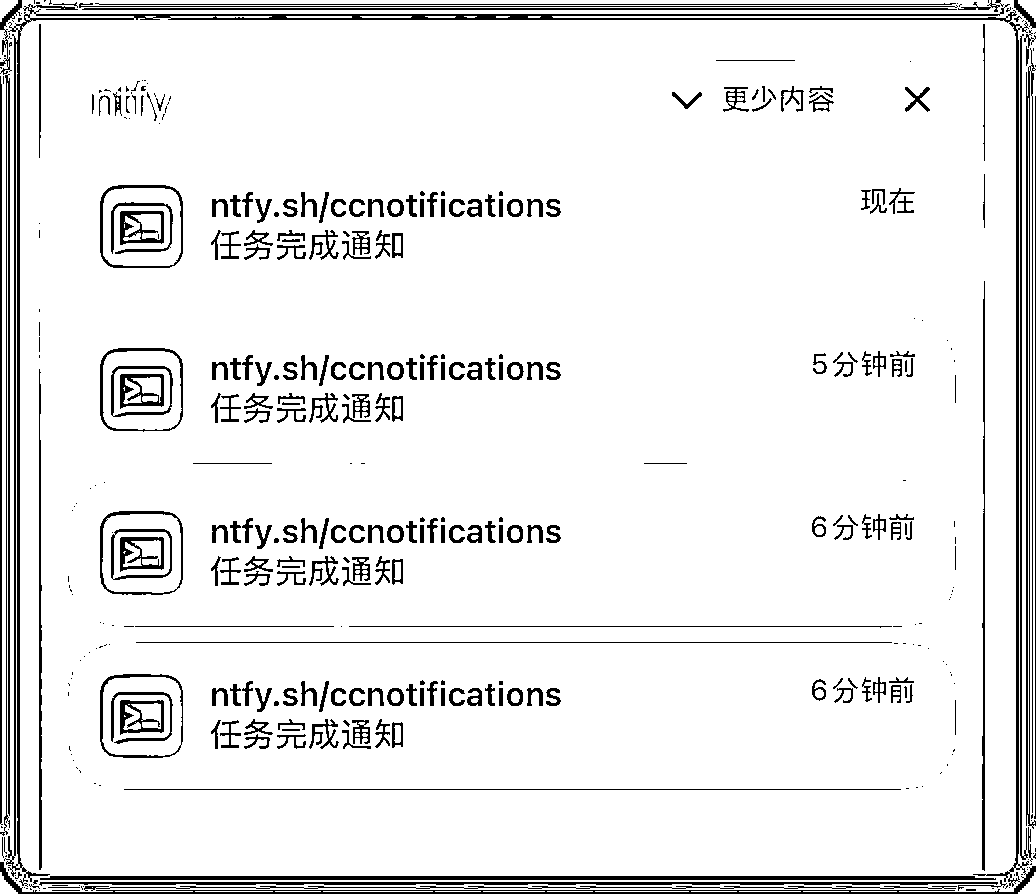 ntfy
更少内容
ntfy.sh/ccnotifications
现在
任务完成通知
ntfy.sh/ccnotifications
5分钟前
任务完成通知
ntfy.sh/ccnotifications
6分钟前
任务完成通知
ntfy.sh/ccnotifications
6分钟前
任务完成通知